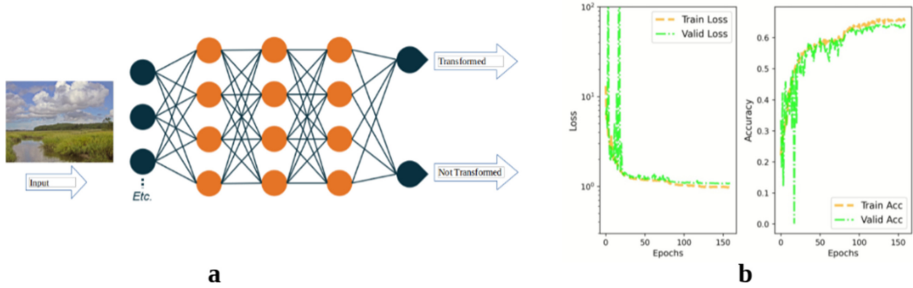 Input
Etc.
Transformed
Not Transformed
a
10²
10¹
10⁰
Loss
0
50
100
150
Epochs
Train Loss
Valid Loss
0.6
0.5
0.4
0.3
0.2
0.1
0.0
Accuracy
0
50
100
150
Epochs
Train Acc
Valid Acc
b